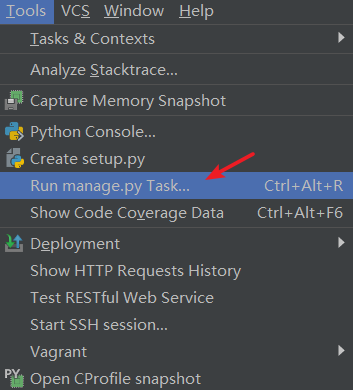 Tools VCS Window Help
Tasks & Contexts
Analyze Stacktrace...
Capture Memory Snapshot
Python Console...
Create setup.py
Run manage.py Task... Ctrl+Alt+R
Show Code Coverage Data Ctrl+Alt+F6
Deployment
Show HTTP Requests History
Test RESTful Web Service
Start SSH session...
Vagrant
PY Open CProfile snapshot